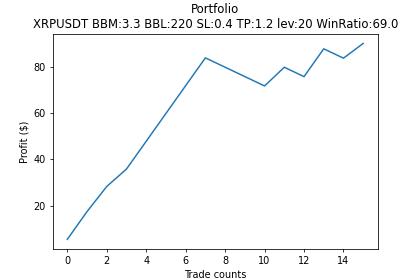 Portfolio
XRPUSDT BBM:3.3 BBL:220 SL:0.4 TP:1.2 lev:20 WinRatio:69.0
80
60
40
20
Profit ($)
0 2 4 6 8 10 12 14
Trade counts